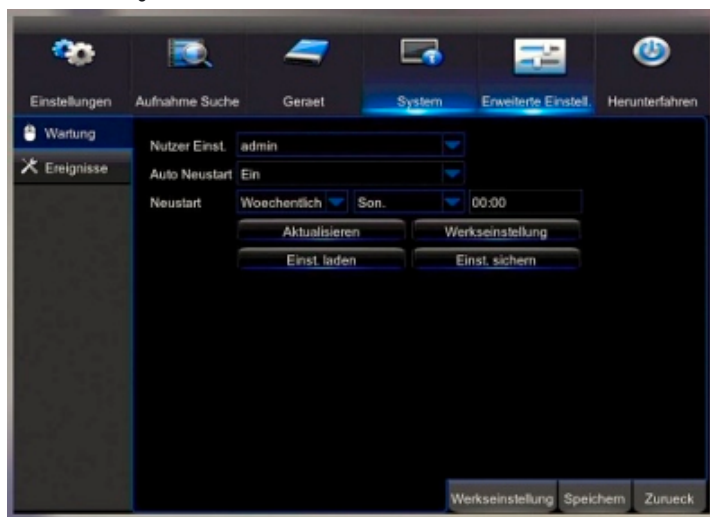 Einstellungen
Aufnahme Suche
Geraet
System
Erweiterte Einstell.
Herunterfahren
Wartung
Ereignisse
Nutzer Einst. admin
Auto Neustart Ein
Neustart Woechentlich Son. 00:00
Aktualisieren Werkseinstellung
Einst. laden Einst. sichern
Werkseinstellung Speichern Zurueck